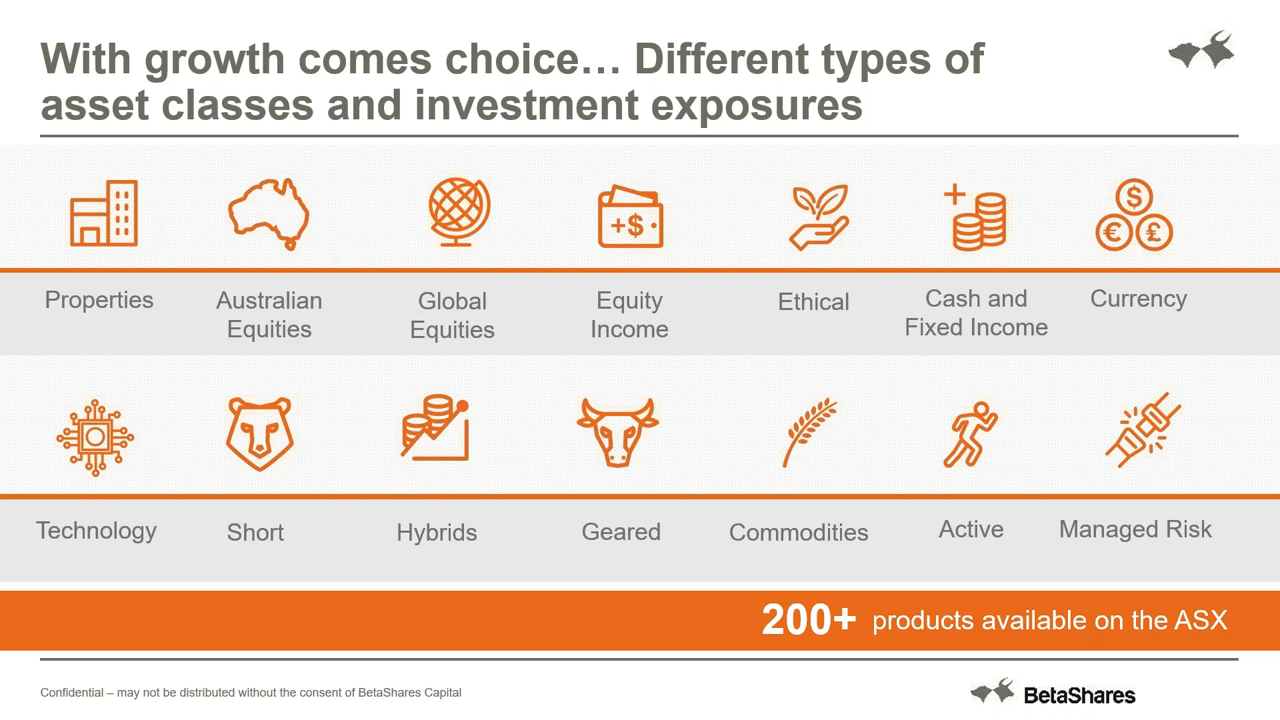 With growth comes choice… Different types of
asset classes and investment exposures
+$
$
€
£
Properties
Australian
Equities
Global
Equities
Equity
Income
Ethical
Cash and
Fixed Income
Currency
Technology
Short
Hybrids
Geared
Commodities
Active
Managed Risk
200+ products available on the ASX
Confidential – may not be distributed without the consent of BetaShares Capital
BetaShares